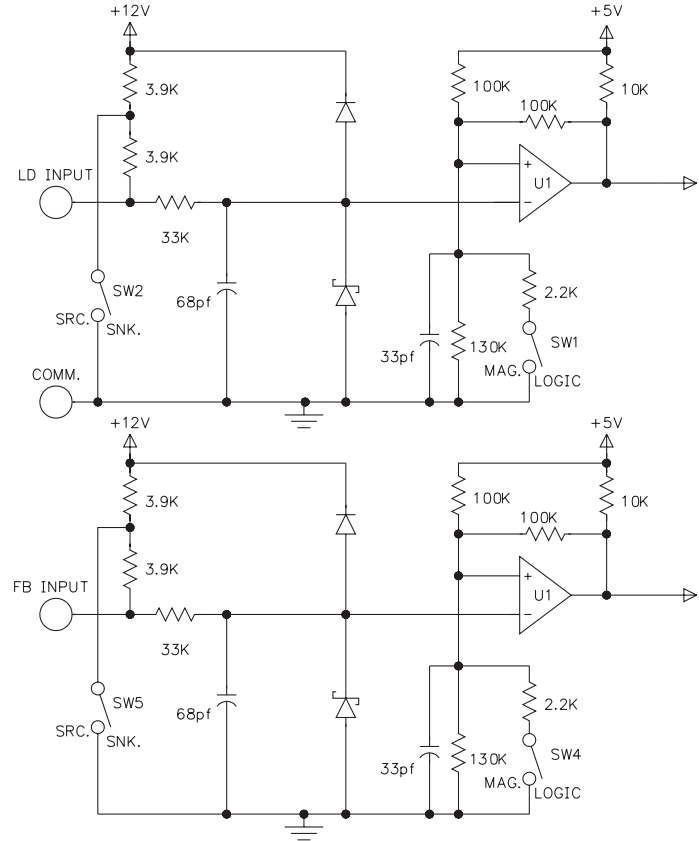 +12V
+5V
3.9K
100K
10K
100K
3.9K
LD INPUT
+
U1
−
33K
SW2
68pf
2.2K
SRC.
SNK.
SW1
33pf
130K
MAG.
LOGIC
COMM.
+12V
+5V
3.9K
100K
10K
100K
3.9K
FB INPUT
+
U1
−
33K
SW5
68pf
2.2K
SRC.
SNK.
SW4
33pf
130K
MAG.
LOGIC